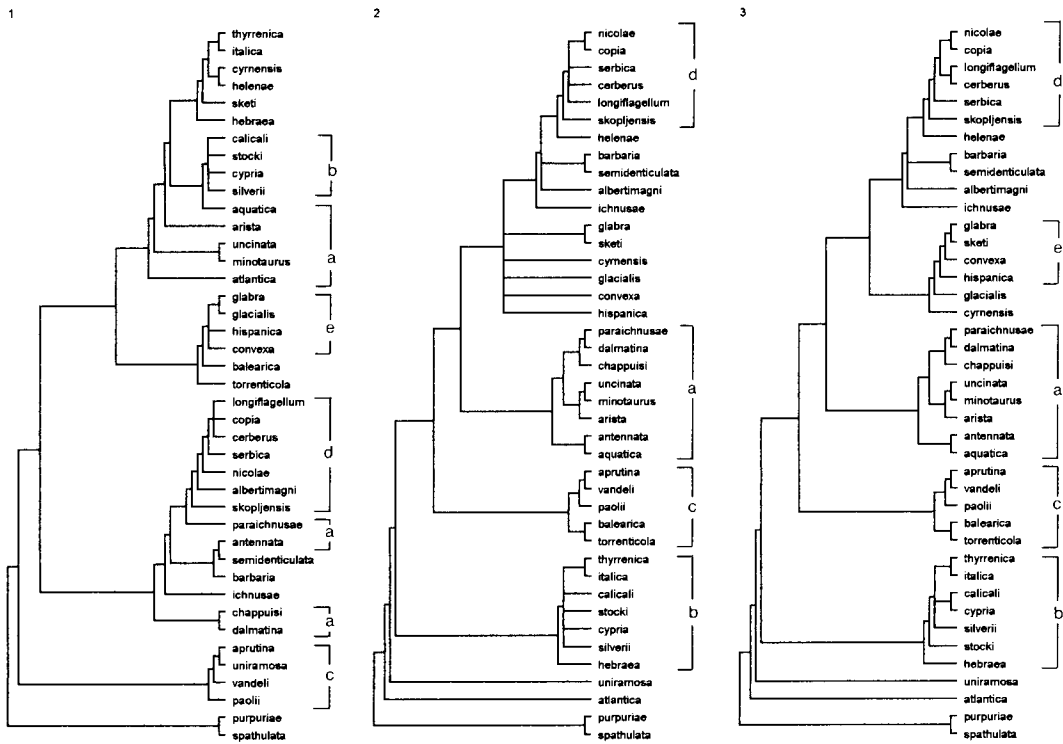 1
thyrrenica
italica
cyrnensis
helenae
sketi
hebraea
calicali
stocki
cypria
silverii
b
aquatica
arista
uncinata
minotaurus
atlantica
a
glabra
glacialis
hispanica
convexa
e
balearica
torrenticola
longiflagellum
copia
cerberus
serbica
nicolae
albertimagni
skopljensis
d
paraichnusae
antennata
a
semidenticulata
barbaria
ichnusae
chappuisi
dalmatina
a
aprutina
uniramosa
vandeli
paolii
c
purpuriae
spathulata
2
nicolae
copia
serbica
cerberus
longiflagellum
skopljensis
d
helenae
barbaria
semidenticulata
albertimagni
ichnusae
glabra
sketi
cyrnensis
glacialis
convexa
hispanica
paraichnusae
dalmatina
chappuisi
uncinata
minotaurus
arista
antennata
aquatica
a
aprutina
vandeli
paolii
balearica
torrenticola
c
thyrrenica
italica
calicali
stocki
cypria
silverii
hebraea
b
uniramosa
atlantica
purpuriae
spathulata
3
nicolae
copia
longiflagellum
cerberus
serbica
skopljensis
d
helenae
barbaria
semidenticulata
albertimagni
ichnusae
glabra
sketi
convexa
hispanica
e
glacialis
cyrnensis
paraichnusae
dalmatina
chappuisi
uncinata
minotaurus
arista
antennata
aquatica
a
aprutina
vandeli
paolii
balearica
torrenticola
c
thyrrenica
italica
calicali
cypria
silverii
stocki
hebraea
b
uniramosa
atlantica
purpuriae
spathulata